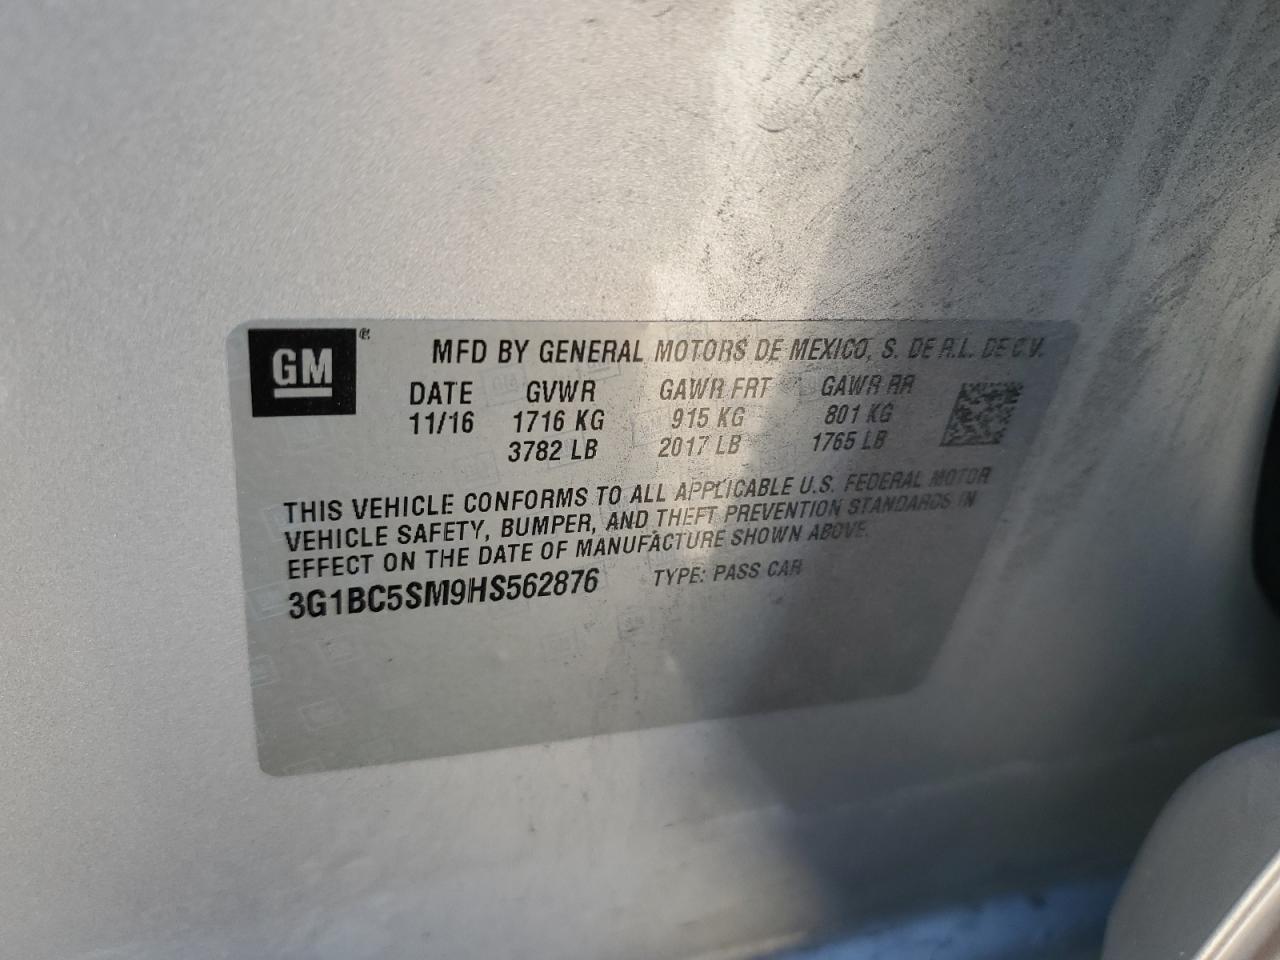 GM®
MFD BY GENERAL MOTORS DE MEXICO, S. DE R.L. DE C.V.
DATE GVWR GAWR FRT GAWR RR
11/16 1716 KG 915 KG 801 KG
3782 LB 2017 LB 1765 LB
THIS VEHICLE CONFORMS TO ALL APPLICABLE U.S. FEDERAL MOTOR
VEHICLE SAFETY, BUMPER, AND THEFT PREVENTION STANDARDS IN
EFFECT ON THE DATE OF MANUFACTURE SHOWN ABOVE.
3G1BC5SM9HS562876 TYPE: PASS CAR